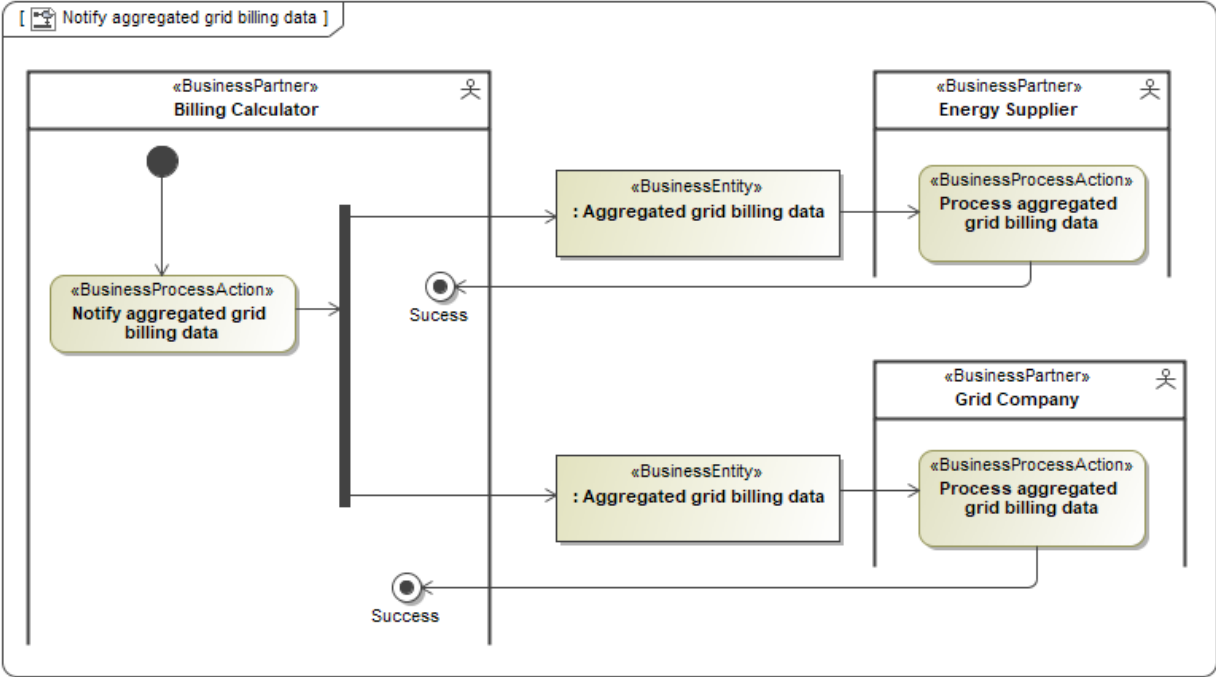 [ Notify aggregated grid billing data ]
«BusinessPartner»
Billing Calculator
«BusinessPartner»
Energy Supplier
«BusinessEntity»
: Aggregated grid billing data
«BusinessProcessAction»
Process aggregated
grid billing data
«BusinessProcessAction»
Notify aggregated grid
billing data
Sucess
«BusinessPartner»
Grid Company
«BusinessEntity»
: Aggregated grid billing data
«BusinessProcessAction»
Process aggregated
grid billing data
Success